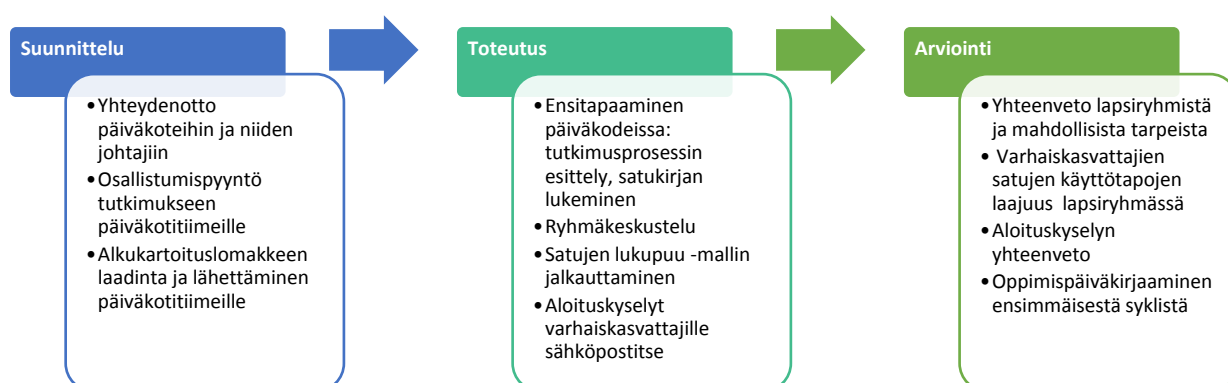 Suunnittelu
•Yhteydenotto
päiväkoteihin ja niiden
johtajiin
•Osallistumispyyntö
tutkimukseen
päiväkotitiimeille
•Alkukartoituslomakkeen
laadinta ja lähettäminen
päiväkotitiimeille
Toteutus
•Ensitapaaminen
päiväkodeissa:
tutkimusprosessin
esittely, satukirjan
lukeminen
•Ryhmäkeskustelu
•Satujen lukupuu -mallin
jalkauttaminen
•Aloituskyselyt
varhaiskasvattajille
sähköpostitse
Arviointi
•Yhteenveto lapsiryhmistä
ja mahdollisista tarpeista
• Varhaiskasvattajien
satujen käyttötapojen
laajuus lapsiryhmässä
•Aloituskyselyn
yhteenveto
•Oppimispäiväkirjaaminen
ensimmäisestä syklistä